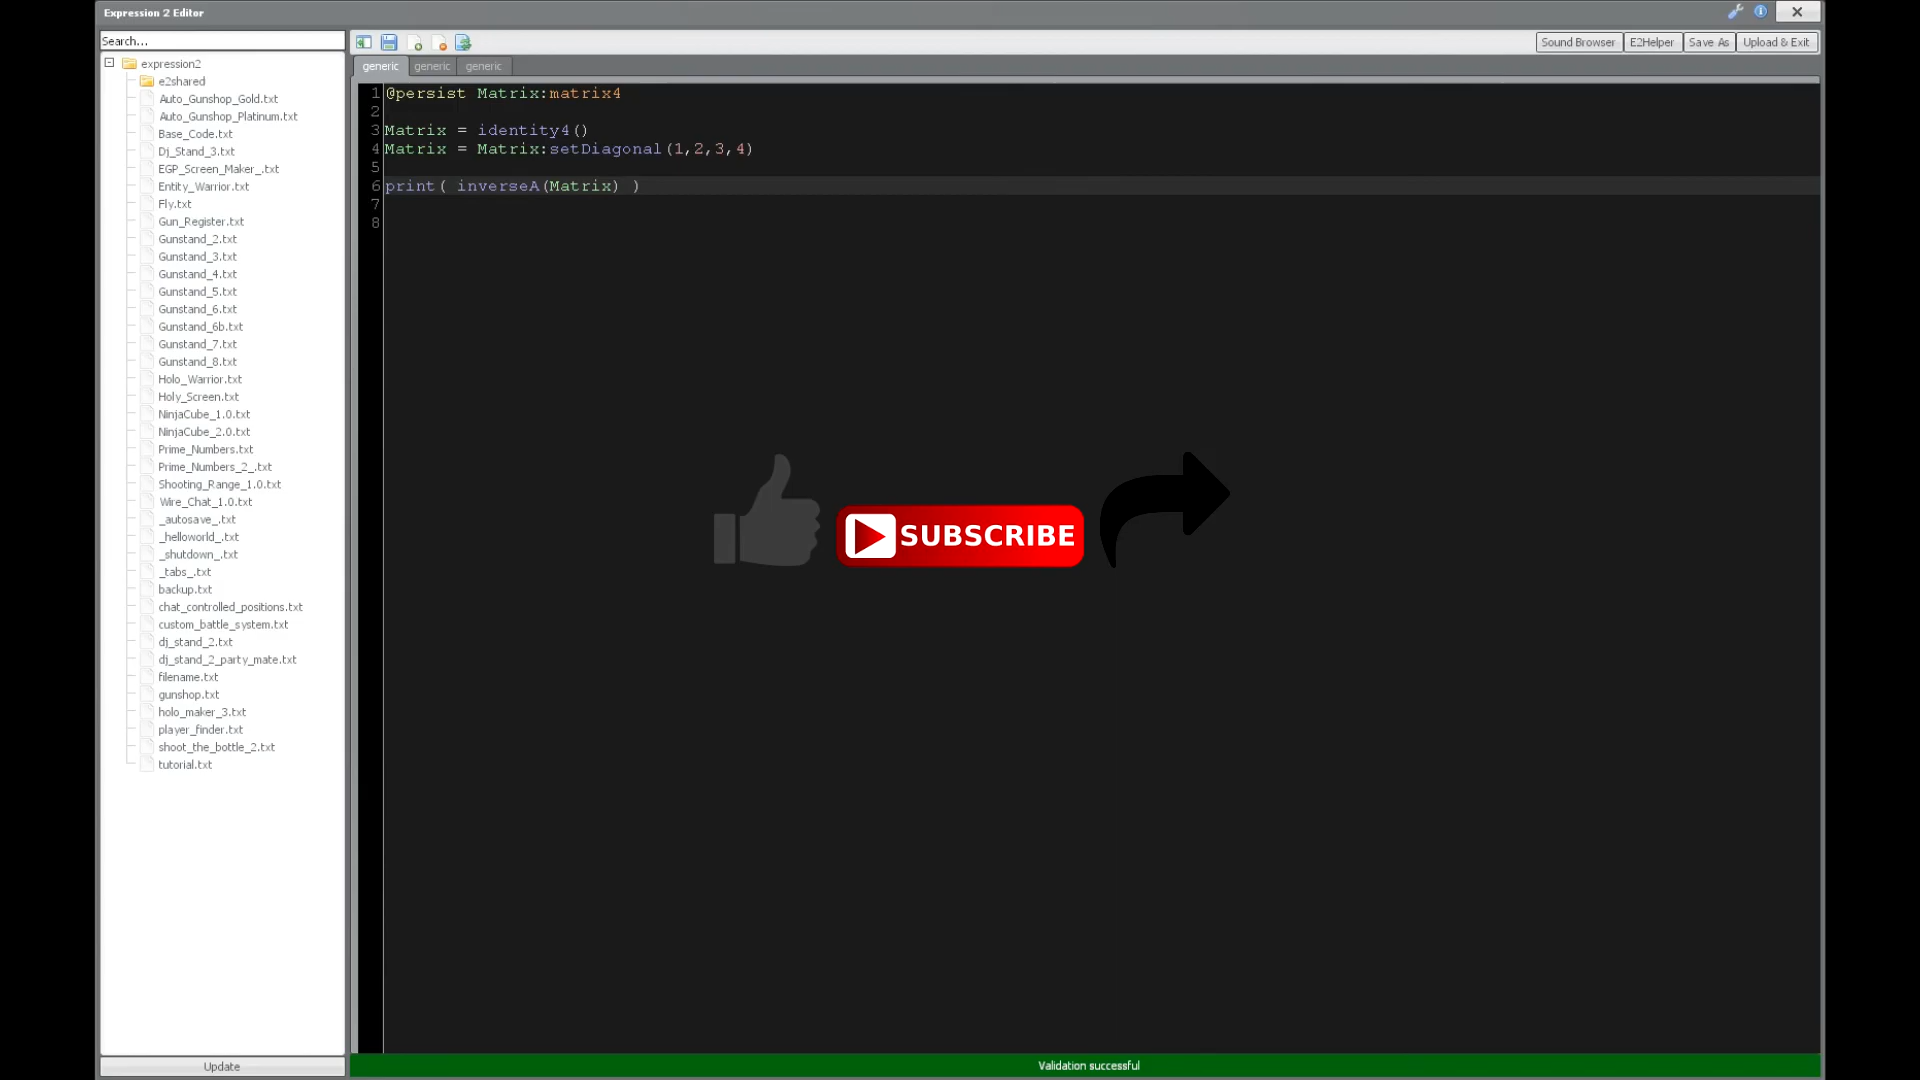 Expression 2 Editor
Search...
Sound Browser
E2Helper
Save As
Upload & Exit
expression2
e2shared
Auto_Gunshop_Gold.txt
Auto_Gunshop_Platinum.txt
Base_Code.txt
Dj_Stand_3.txt
EGP_Screen_Maker_.txt
Entity_Warrior.txt
Fly.txt
Gun_Register.txt
Gunstand_2.txt
Gunstand_3.txt
Gunstand_4.txt
Gunstand_5.txt
Gunstand_6.txt
Gunstand_6b.txt
Gunstand_7.txt
Gunstand_8.txt
Holo_Warrior.txt
Holy_Screen.txt
NinjaCube_1.0.txt
NinjaCube_2.0.txt
Prime_Numbers.txt
Prime_Numbers_2_.txt
Shooting_Range_1.0.txt
Wire_Chat_1.0.txt
_autosave_.txt
_helloworld_.txt
_shutdown_.txt
_tabs_.txt
backup.txt
chat_controlled_positions.txt
custom_battle_system.txt
dj_stand_2.txt
dj_stand_2_party_mate.txt
filename.txt
gunshop.txt
holo_maker_3.txt
player_finder.txt
shoot_the_bottle_2.txt
tutorial.txt
Update
generic generic generic
1 @persist Matrix:matrix4
2
3 Matrix = identity4()
4 Matrix = Matrix:setDiagonal(1,2,3,4)
5
6 print( inverseA(Matrix) )
7
8
SUBSCRIBE
Validation successful